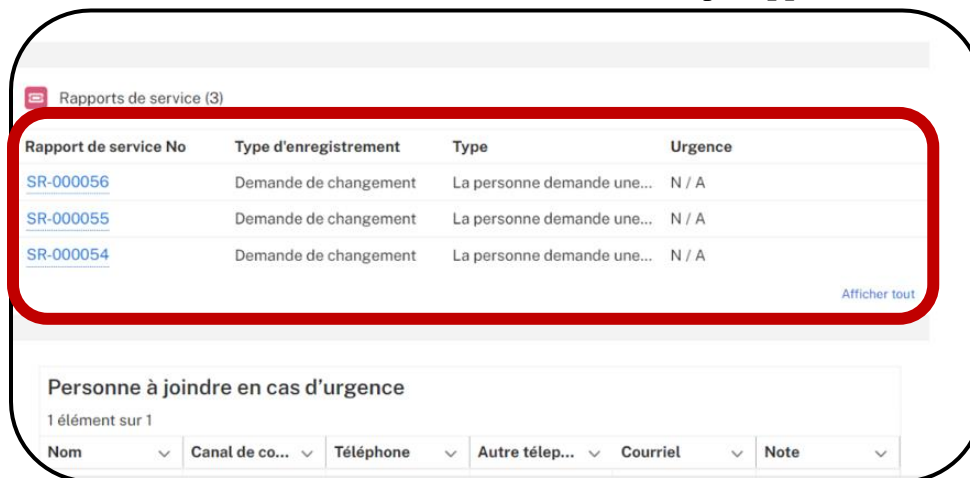 Rapports de service (3)
Rapport de service No Type d'enregistrement Type Urgence
SR-000056 Demande de changement La personne demande une... N / A
SR-000055 Demande de changement La personne demande une... N / A
SR-000054 Demande de changement La personne demande une... N / A
Afficher tout
Personne à joindre en cas d’urgence
1 élément sur 1
Nom Canal de co... Téléphone Autre télep... Courriel Note